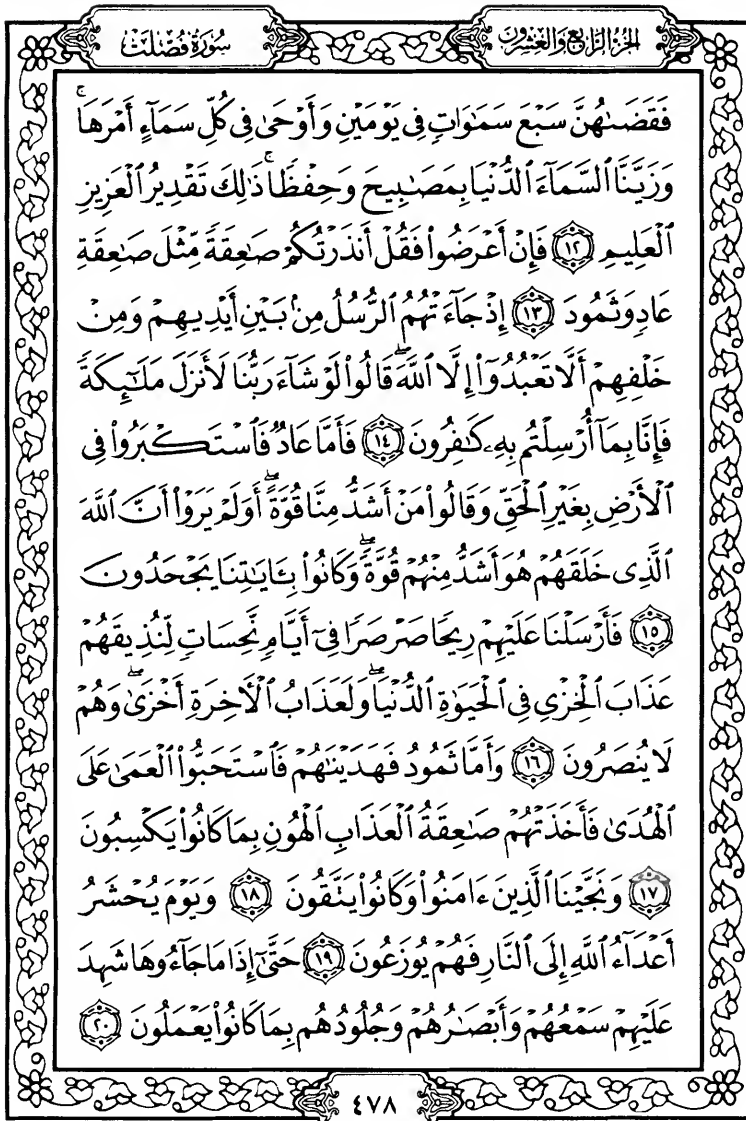 الجزء الرابع والعشرون
سورة فصلت
فَقَضَىٰهُنَّ سَبْعَ سَمَٰوَاتٖ فِي يَوۡمَيۡنِ وَأَوۡحَىٰ فِي كُلِّ سَمَآءٍ أَمۡرَهَاۚ
وَزَيَّنَّا ٱلسَّمَآءَ ٱلدُّنۡيَا بِمَصَٰبِيحَ وَحِفۡظٗاۚ ذَٰلِكَ تَقۡدِيرُ ٱلۡعَزِيزِ
ٱلۡعَلِيمِ ١٢ فَإِنۡ أَعۡرَضُواْ فَقُلۡ أَنذَرۡتُكُمۡ صَٰعِقَةٗ مِّثۡلَ صَٰعِقَةِ
عَادٖ وَثَمُودَ ١٣ إِذۡ جَآءَتۡهُمُ ٱلرُّسُلُ مِنۢ بَيۡنِ أَيۡدِيهِمۡ وَمِنۡ
خَلۡفِهِمۡ أَلَّا تَعۡبُدُوٓاْ إِلَّا ٱللَّهَۖ قَالُواْ لَوۡ شَآءَ رَبُّنَا لَأَنزَلَ مَلَٰٓئِكَةٗ
فَإِنَّا بِمَآ أُرۡسِلۡتُم بِهِۦ كَٰفِرُونَ ١٤ فَأَمَّا عَادٞ فَٱسۡتَكۡبَرُواْ فِي
ٱلۡأَرۡضِ بِغَيۡرِ ٱلۡحَقِّ وَقَالُواْ مَنۡ أَشَدُّ مِنَّا قُوَّةًۖ أَوَلَمۡ يَرَوۡاْ أَنَّ ٱللَّهَ
ٱلَّذِي خَلَقَهُمۡ هُوَ أَشَدُّ مِنۡهُمۡ قُوَّةٗۖ وَكَانُواْ بِـَٔايَٰتِنَا يَجۡحَدُونَ
١٥ فَأَرۡسَلۡنَا عَلَيۡهِمۡ رِيحٗا صَرۡصَرٗا فِيٓ أَيَّامٖ نَّحِسَاتٖ لِّنُذِيقَهُمۡ
عَذَابَ ٱلۡخِزۡيِ فِي ٱلۡحَيَوٰةِ ٱلدُّنۡيَاۖ وَلَعَذَابُ ٱلۡأٓخِرَةِ أَخۡزَىٰۖ وَهُمۡ
لَا يُنصَرُونَ ١٦ وَأَمَّا ثَمُودُ فَهَدَيۡنَٰهُمۡ فَٱسۡتَحَبُّواْ ٱلۡعَمَىٰ عَلَى
ٱلۡهُدَىٰ فَأَخَذَتۡهُمۡ صَٰعِقَةُ ٱلۡعَذَابِ ٱلۡهُونِ بِمَا كَانُواْ يَكۡسِبُونَ
١٧ وَنَجَّيۡنَا ٱلَّذِينَ ءَامَنُواْ وَكَانُواْ يَتَّقُونَ ١٨ وَيَوۡمَ يُحۡشَرُ
أَعۡدَآءُ ٱللَّهِ إِلَى ٱلنَّارِ فَهُمۡ يُوزَعُونَ ١٩ حَتَّىٰٓ إِذَا مَا جَآءُوهَا شَهِدَ
عَلَيۡهِمۡ سَمۡعُهُمۡ وَأَبۡصَٰرُهُمۡ وَجُلُودُهُم بِمَا كَانُواْ يَعۡمَلُونَ ٢٠
٤٧٨